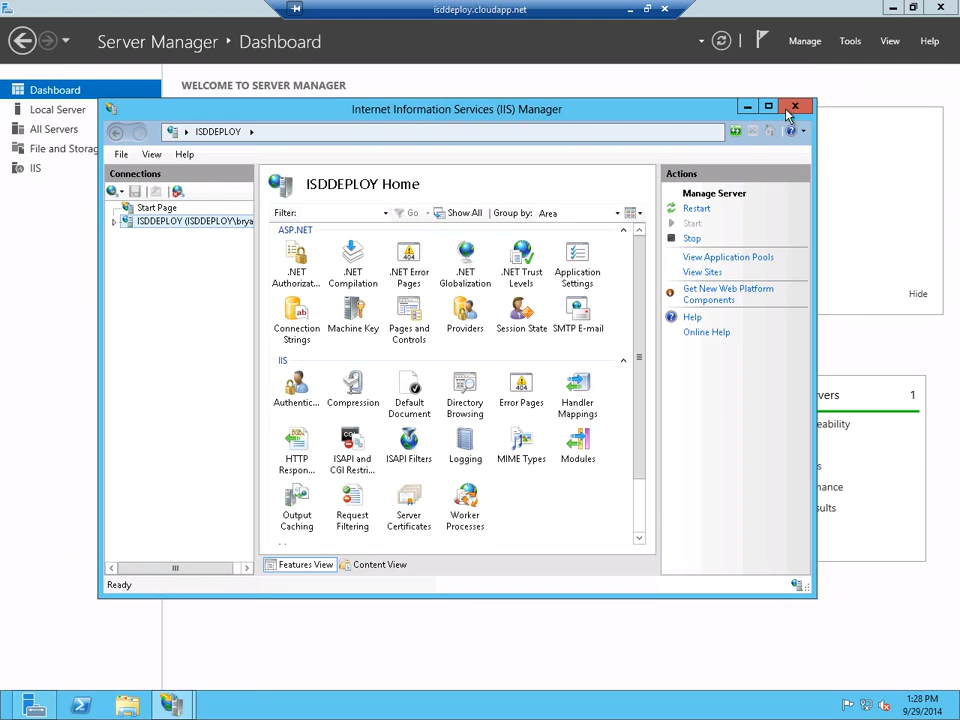 isddeploy.cloudapp.net
Server Manager ▸ Dashboard
Manage Tools View Help
Dashboard
Local Server
All Servers
File and Storag
IIS
WELCOME TO SERVER MANAGER
Internet Information Services (IIS) Manager
ISDDEPLOY
File View Help
Connections
Start Page
ISDDEPLOY (ISDDEPLOY\brya
ISDDEPLOY Home
Filter: Go Show All Group by: Area
ASP.NET
.NET Authorizat...
.NET Compilation
.NET Error Pages
.NET Globalization
.NET Trust Levels
Application Settings
Connection Strings
Machine Key
Pages and Controls
Providers
Session State
SMTP E-mail
IIS
Authentic...
Compression
Default Document
Directory Browsing
Error Pages
Handler Mappings
HTTP Respon...
ISAPI and CGI Restri...
ISAPI Filters
Logging
MIME Types
Modules
Output Caching
Request Filtering
Server Certificates
Worker Processes
Features View Content View
Ready
Actions
Manage Server
Restart
Start
Stop
View Application Pools
View Sites
Get New Web Platform
Components
Help
Online Help
Hide
vers 1
eability
s
nance
sults
1:28 PM
9/29/2014